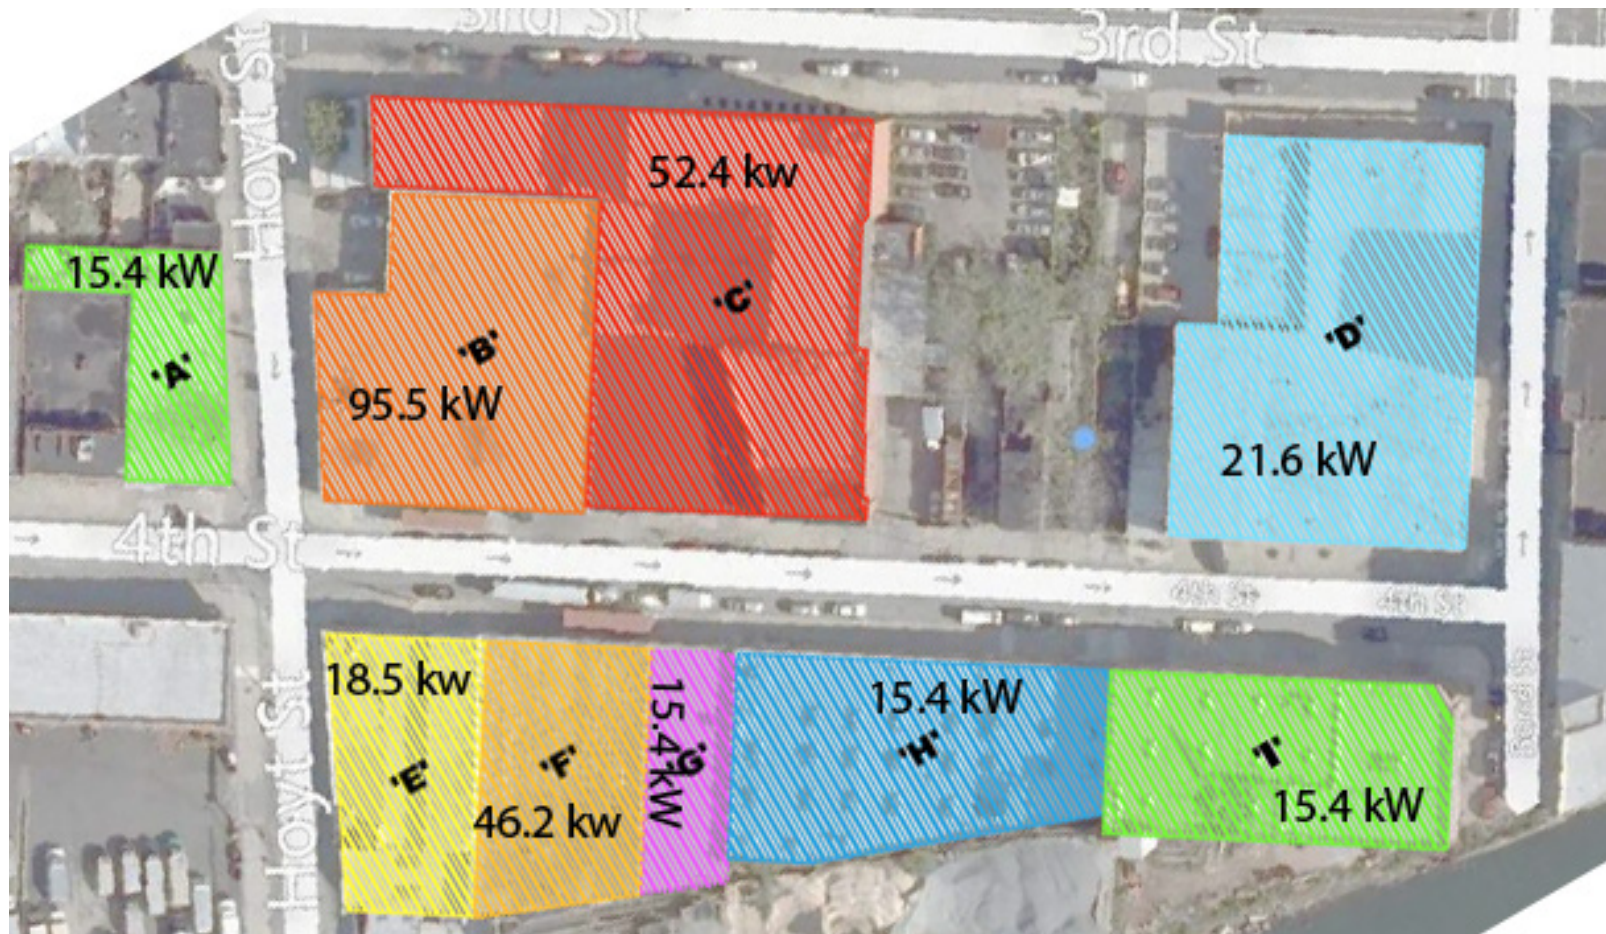 3rd St
3rd St
Hoyt St
52.4 kw
15.4 kW
'C'
'B'
'D'
'A'
95.5 kW
21.6 kW
4th St
4th St
4th St
18.5 kw
15.4 kW
15.4 kW
Hoyt St
'E'
'F'
'G'
'H'
'I'
46.2 kw
15.4 kW
Bond St